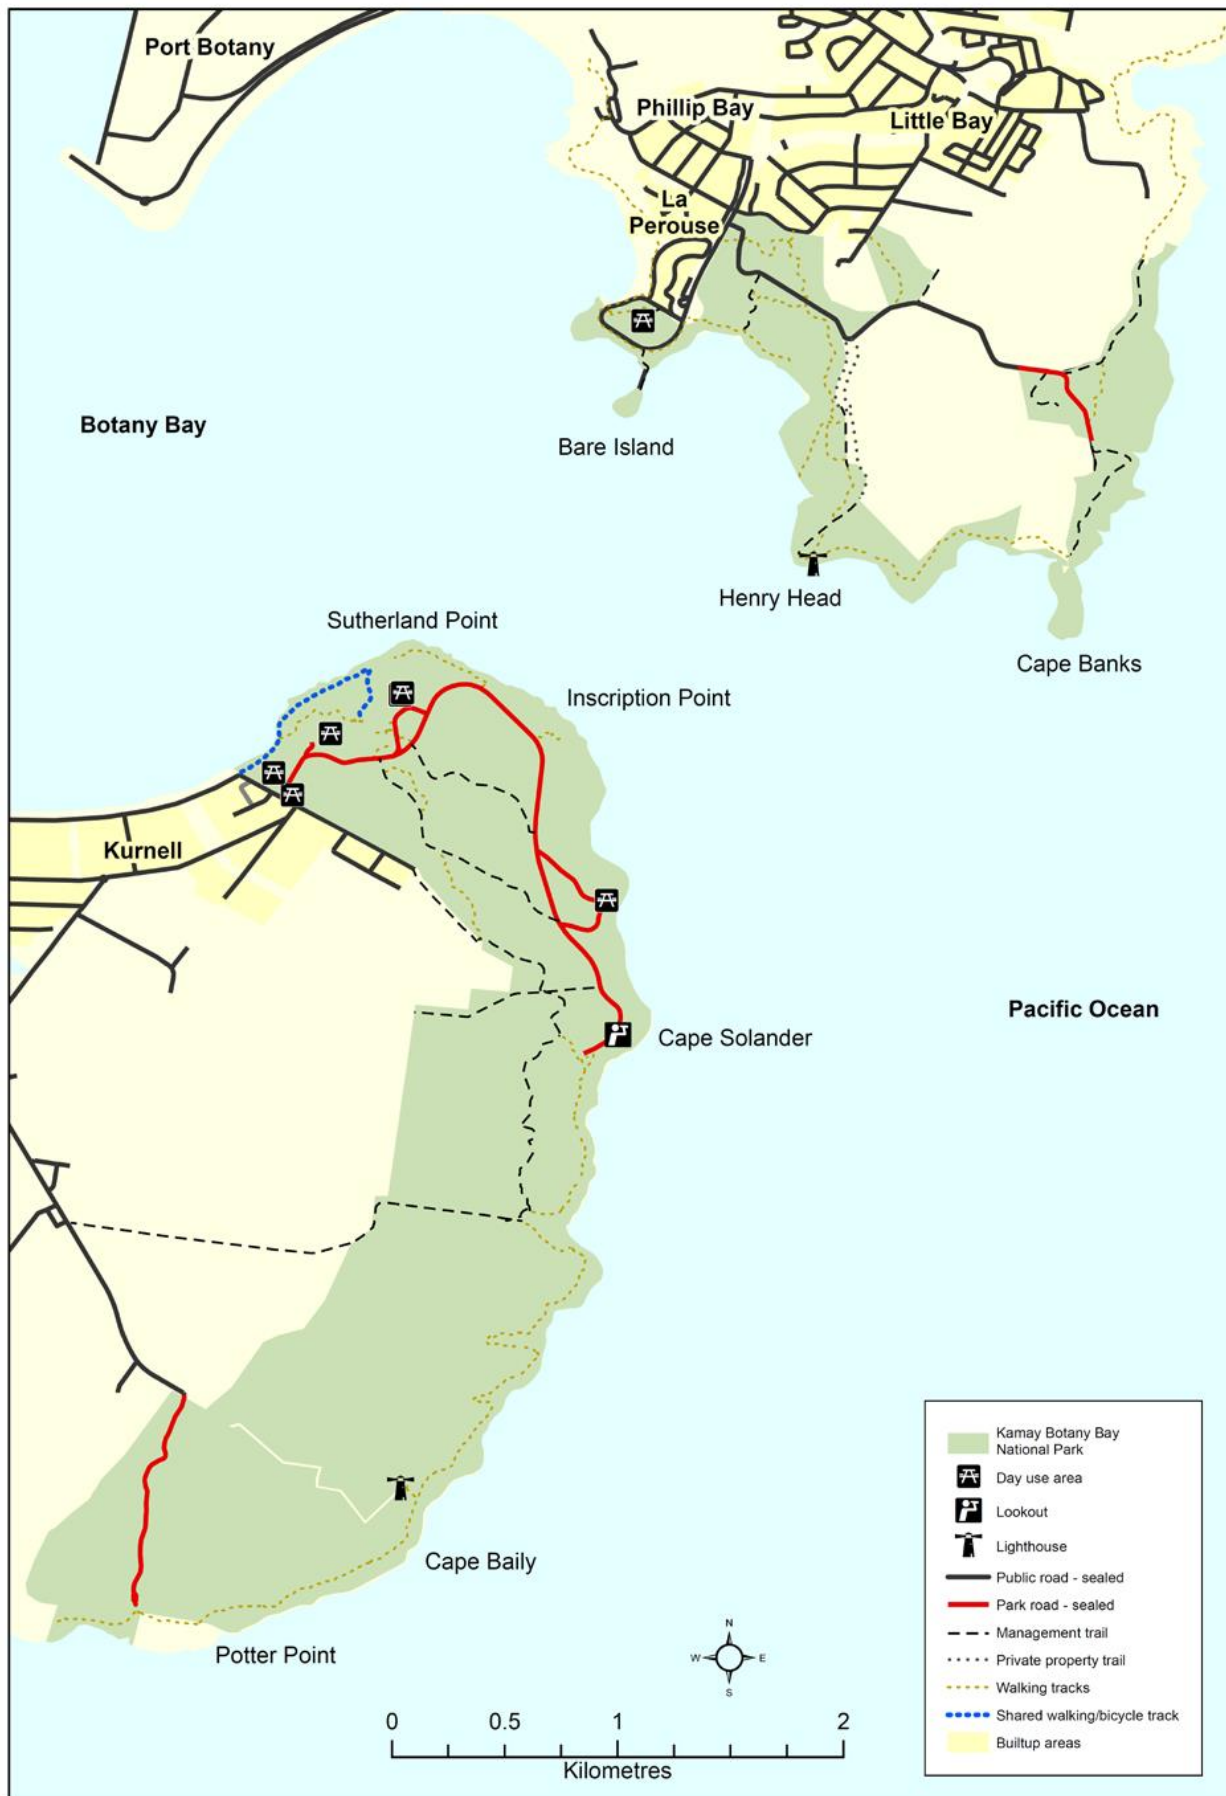 Port Botany
Phillip Bay
Little Bay
La
Perouse
Botany Bay
Bare Island
Henry Head
Cape Banks
Sutherland Point
Inscription Point
Kurnell
Pacific Ocean
Cape Solander
Cape Baily
Potter Point
N
W E
S
0 0.5 1 2
Kilometres
Kamay Botany Bay
National Park
Day use area
Lookout
Lighthouse
Public road - sealed
Park road - sealed
Management trail
Private property trail
Walking tracks
Shared walking/bicycle track
Builtup areas